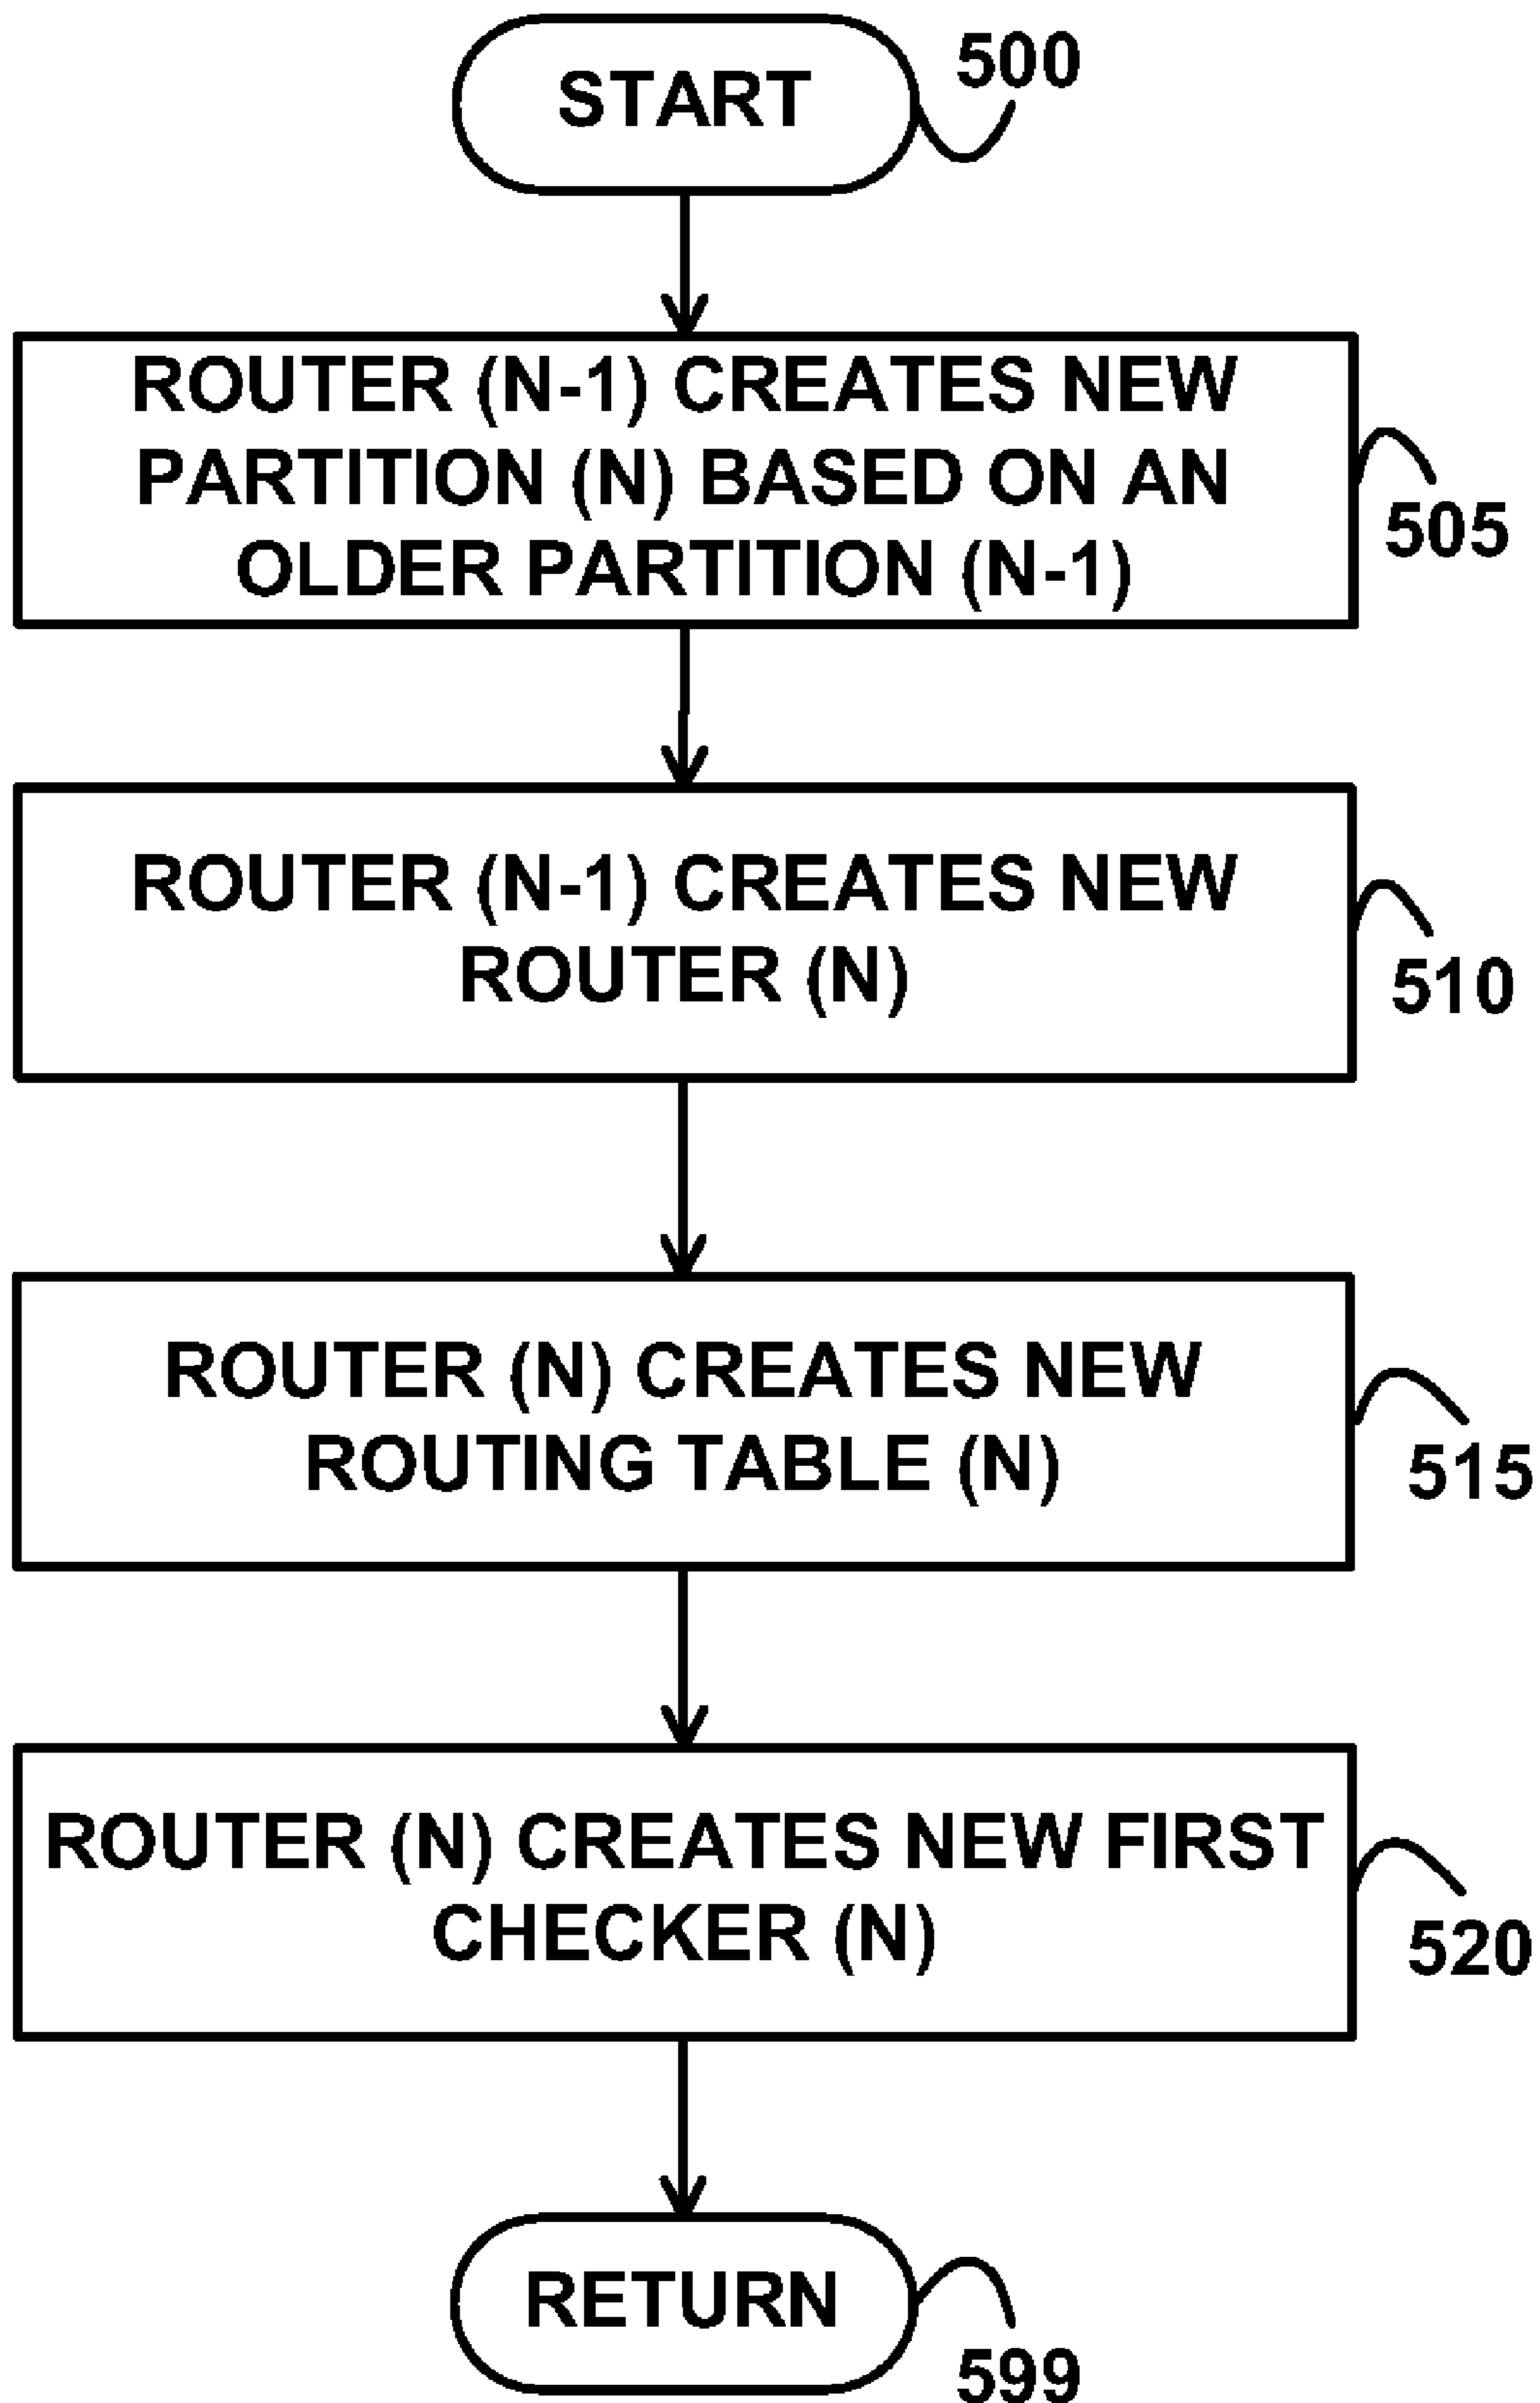 START
500
ROUTER (N-1) CREATES NEW
PARTITION (N) BASED ON AN
OLDER PARTITION (N-1)
505
ROUTER (N-1) CREATES NEW
ROUTER (N)
510
ROUTER (N) CREATES NEW
ROUTING TABLE (N)
515
ROUTER (N) CREATES NEW FIRST
CHECKER (N)
520
RETURN
599